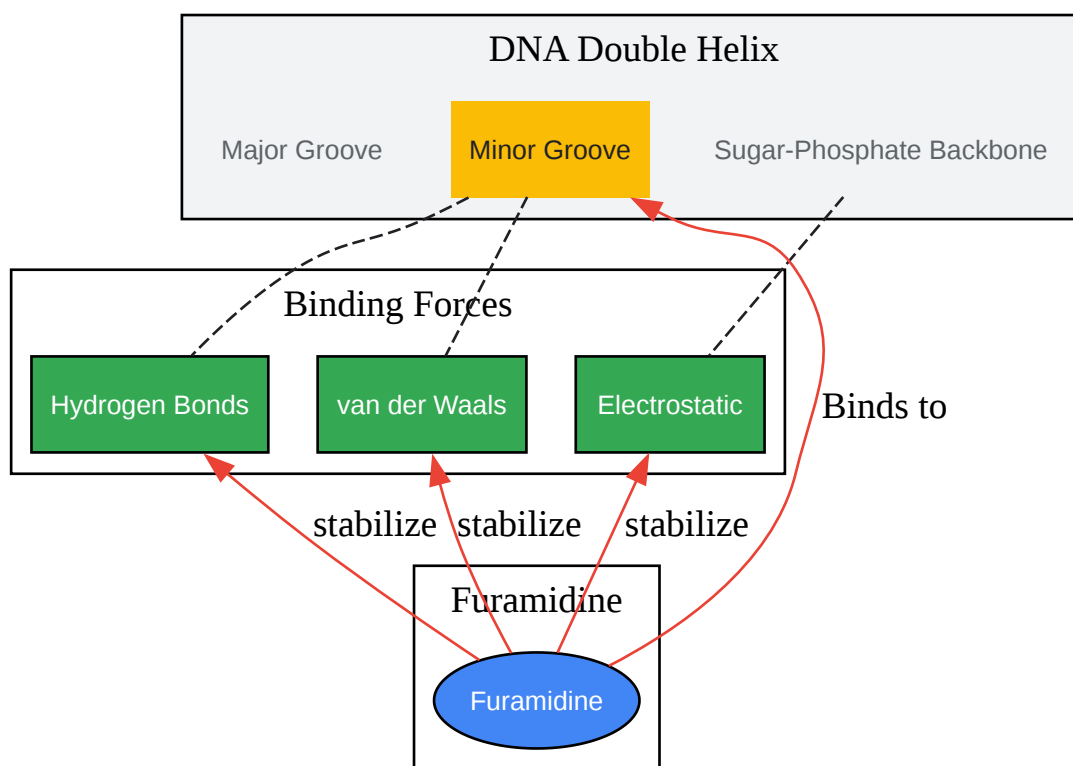 DNA Double Helix
Major Groove
Minor Groove
Sugar-Phosphate Backbone
Binding Forces
Hydrogen Bonds
van der Waals
Electrostatic
Binds to
stabilize
stabilize
stabilize
Furamidine
Furamidine